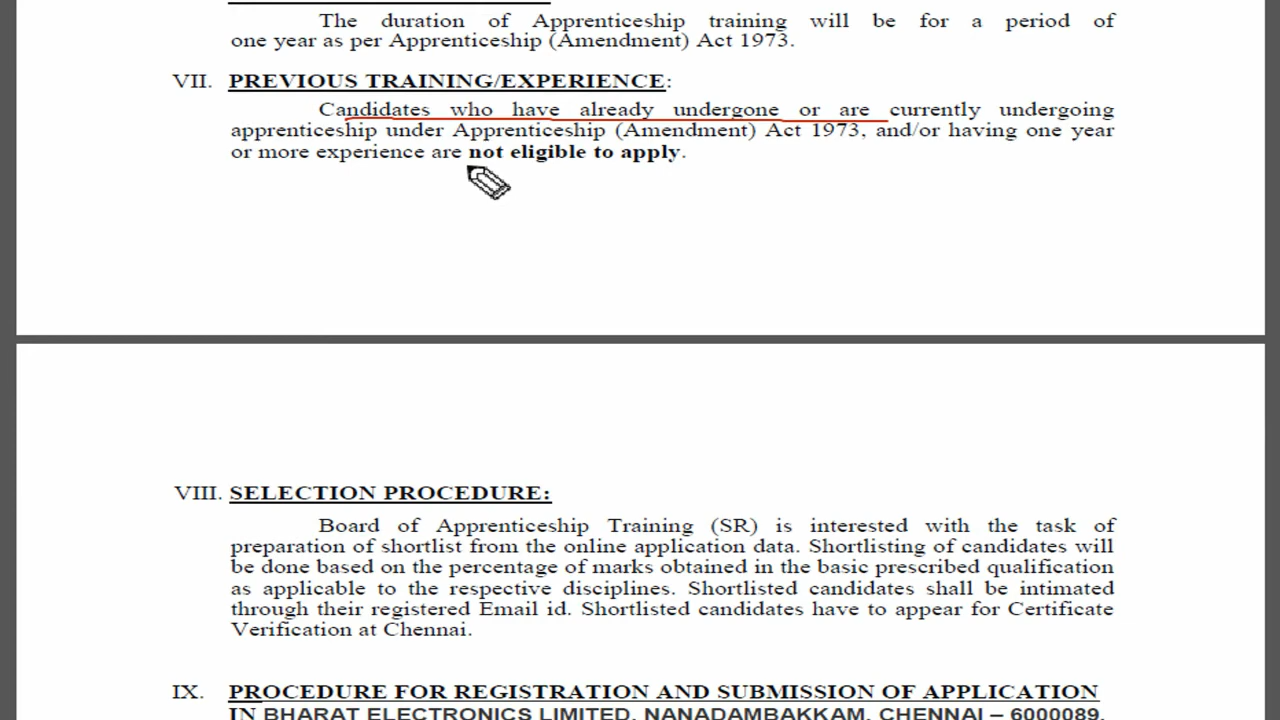 The duration of Apprenticeship training will be for a period of
one year as per Apprenticeship (Amendment) Act 1973.
VII. PREVIOUS TRAINING/EXPERIENCE:
Candidates who have already undergone or are currently undergoing
apprenticeship under Apprenticeship (Amendment) Act 1973, and/or having one year
or more experience are not eligible to apply.
VIII. SELECTION PROCEDURE:
Board of Apprenticeship Training (SR) is interested with the task of
preparation of shortlist from the online application data. Shortlisting of candidates will
be done based on the percentage of marks obtained in the basic prescribed qualification
as applicable to the respective disciplines. Shortlisted candidates shall be intimated
through their registered Email id. Shortlisted candidates have to appear for Certificate
Verification at Chennai.
IX. PROCEDURE FOR REGISTRATION AND SUBMISSION OF APPLICATION
IN BHARAT ELECTRONICS LIMITED, NANADAMBAKKAM, CHENNAI – 6000089.